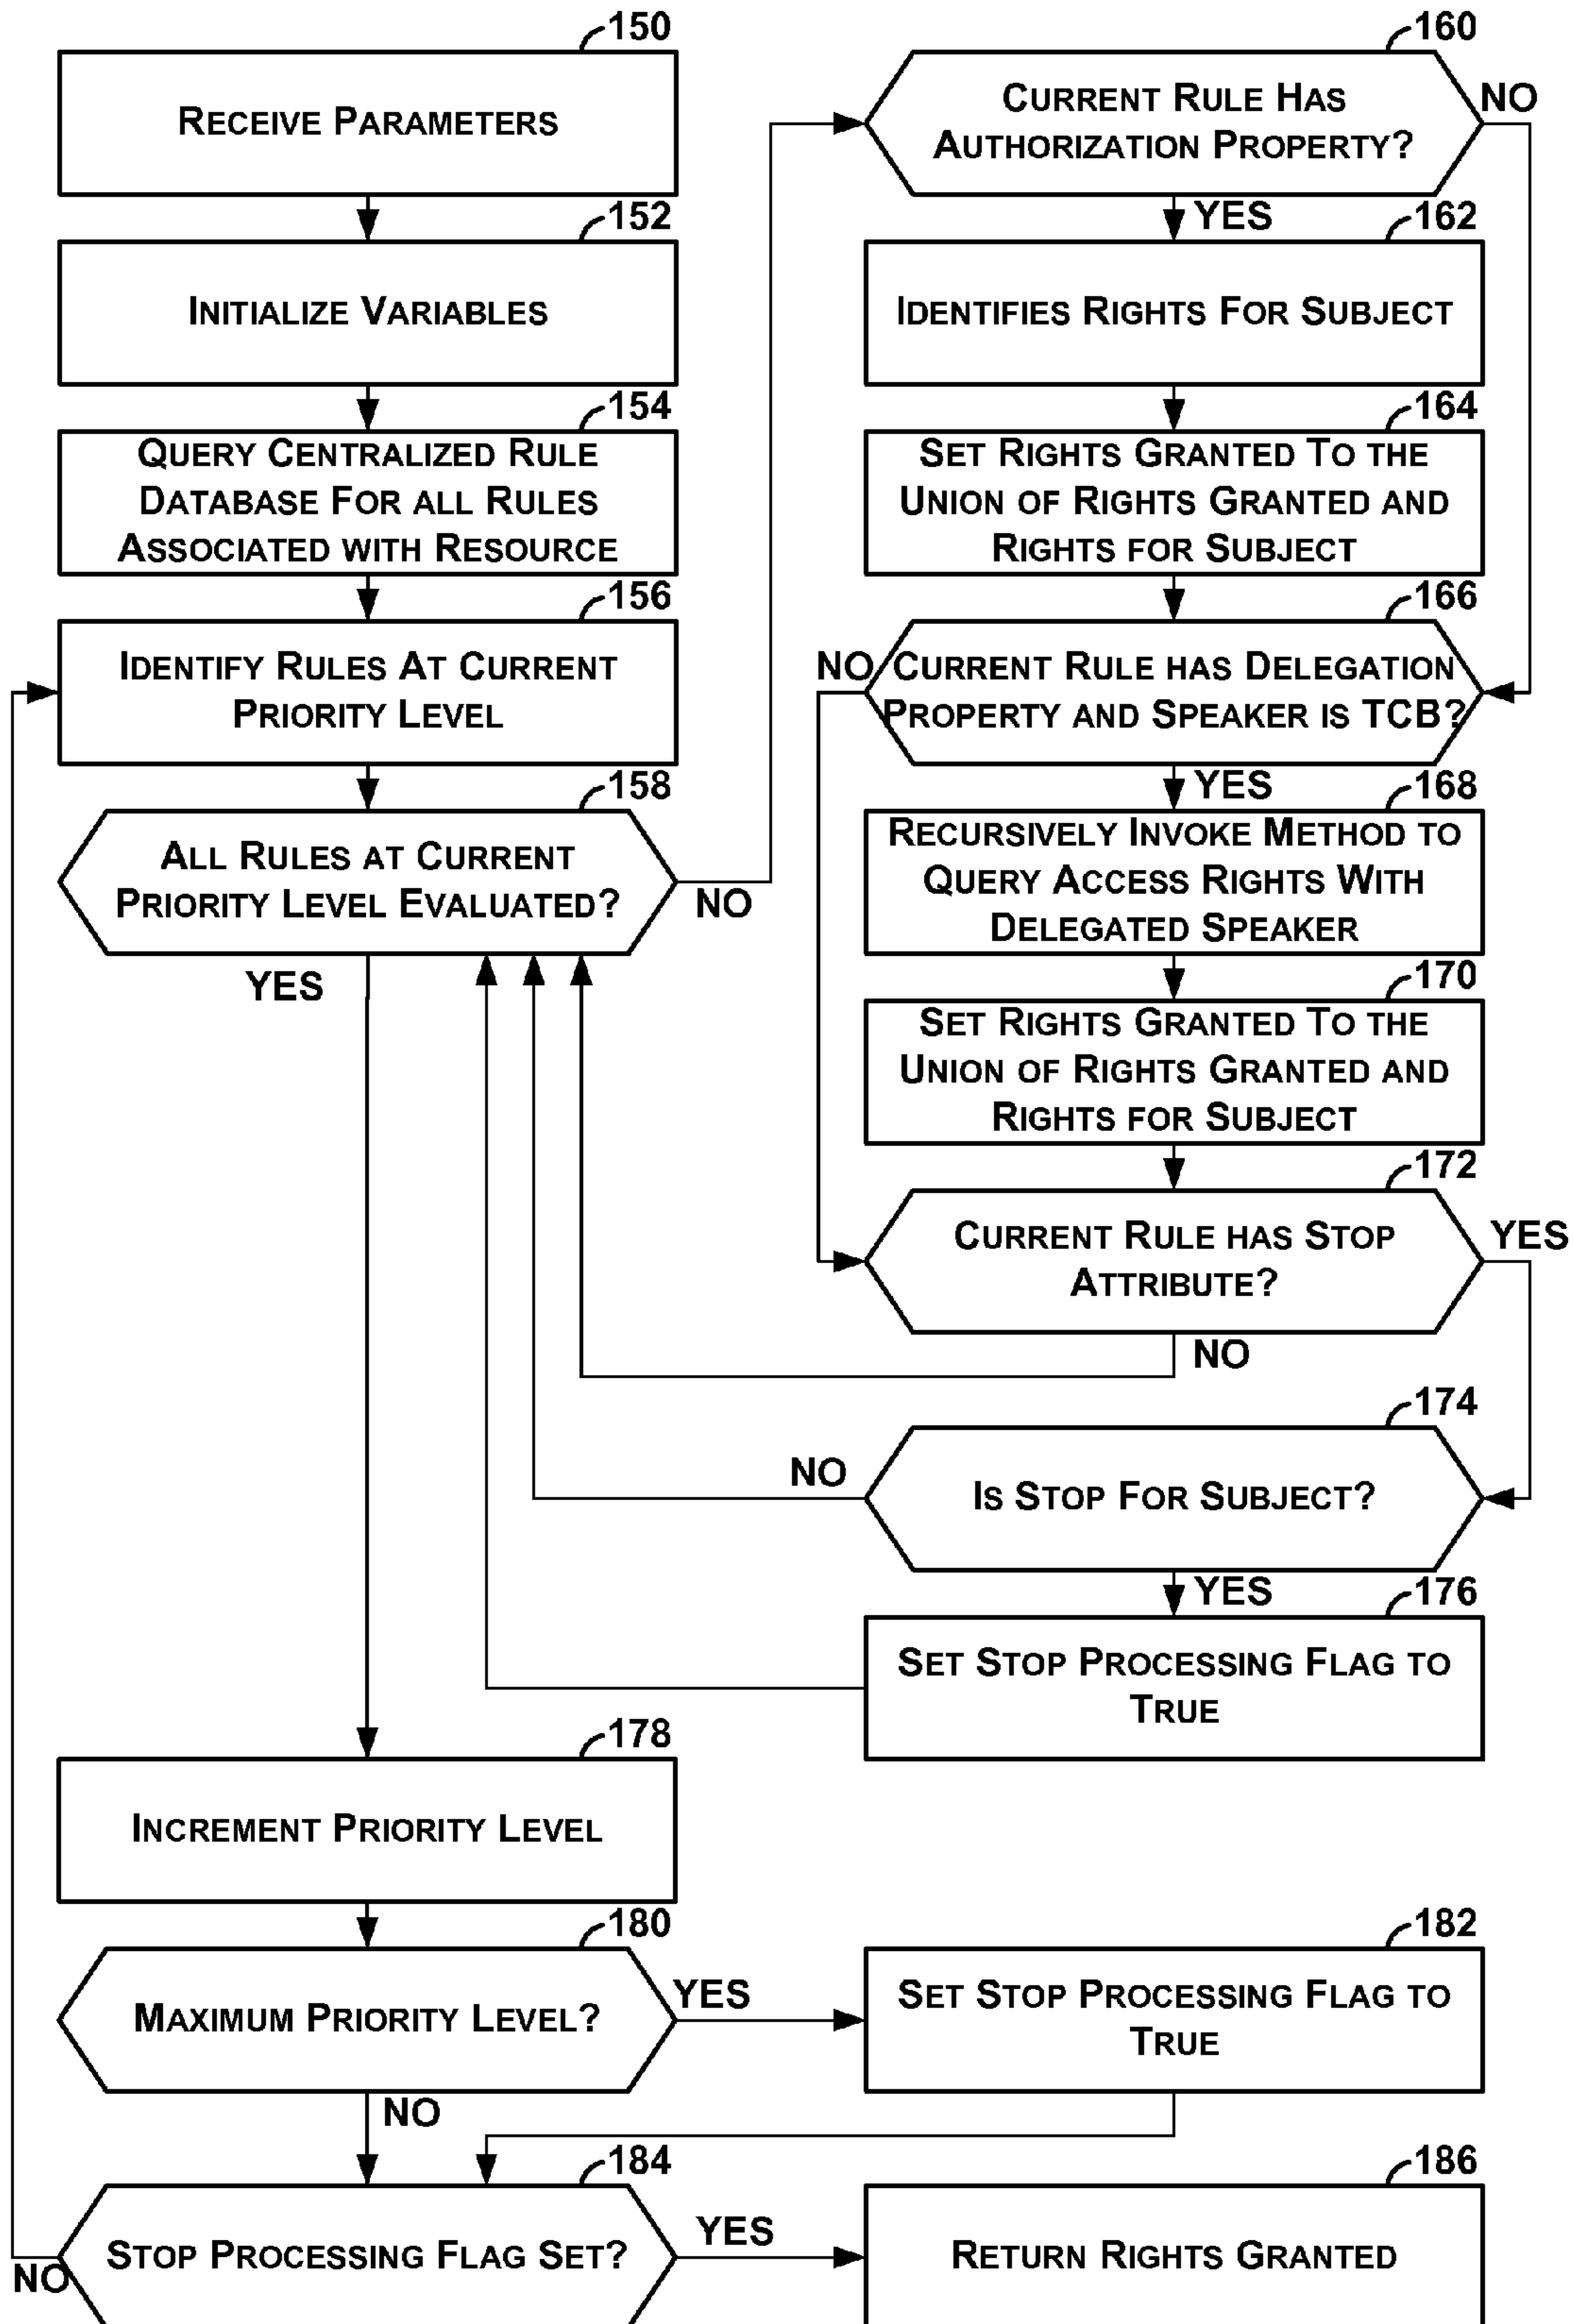 150
RECEIVE PARAMETERS
152
INITIALIZE VARIABLES
154
QUERY CENTRALIZED RULE
DATABASE FOR ALL RULES
ASSOCIATED WITH RESOURCE
156
IDENTIFY RULES AT CURRENT
PRIORITY LEVEL
158
ALL RULES AT CURRENT
PRIORITY LEVEL EVALUATED?
NO
YES
160
CURRENT RULE HAS
AUTHORIZATION PROPERTY?
NO
YES
162
IDENTIFIES RIGHTS FOR SUBJECT
164
SET RIGHTS GRANTED TO THE
UNION OF RIGHTS GRANTED AND
RIGHTS FOR SUBJECT
166
NO
CURRENT RULE HAS DELEGATION
PROPERTY AND SPEAKER IS TCB?
YES
168
RECURSIVELY INVOKE METHOD TO
QUERY ACCESS RIGHTS WITH
DELEGATED SPEAKER
170
SET RIGHTS GRANTED TO THE
UNION OF RIGHTS GRANTED AND
RIGHTS FOR SUBJECT
172
CURRENT RULE HAS STOP
ATTRIBUTE?
YES
NO
174
NO
IS STOP FOR SUBJECT?
YES
176
SET STOP PROCESSING FLAG TO
TRUE
178
INCREMENT PRIORITY LEVEL
180
MAXIMUM PRIORITY LEVEL?
YES
NO
182
SET STOP PROCESSING FLAG TO
TRUE
184
STOP PROCESSING FLAG SET?
YES
NO
186
RETURN RIGHTS GRANTED